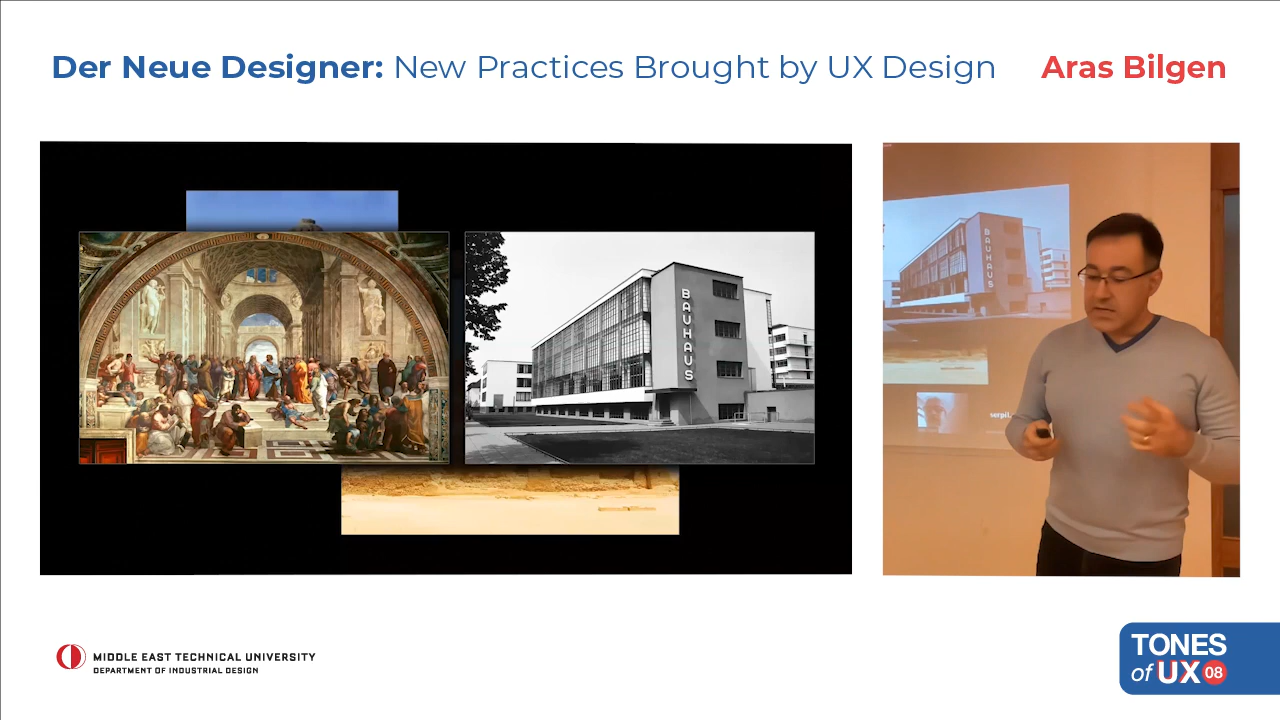 Der Neue Designer: New Practices Brought by UX Design
Aras Bilgen
BAUHAUS
BAUHAUS
serpil
MIDDLE EAST TECHNICAL UNIVERSITY
DEPARTMENT OF INDUSTRIAL DESIGN
TONES
of UX 08